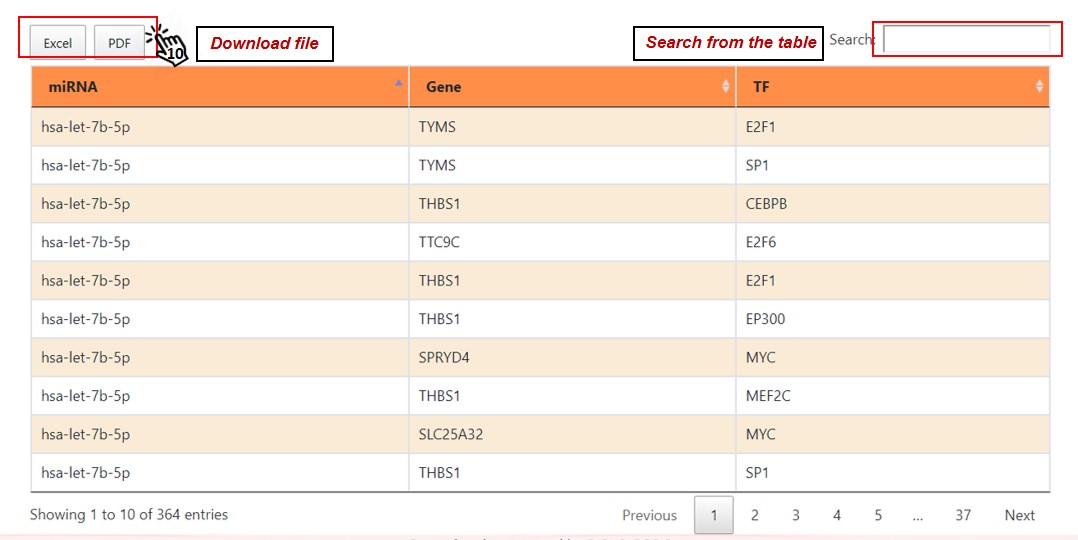 Excel PDF 10 Download file Search from the table Search:
miRNA Gene TF
hsa-let-7b-5p TYMS E2F1
hsa-let-7b-5p TYMS SP1
hsa-let-7b-5p THBS1 CEBPB
hsa-let-7b-5p TTC9C E2F6
hsa-let-7b-5p THBS1 E2F1
hsa-let-7b-5p THBS1 EP300
hsa-let-7b-5p SPRYD4 MYC
hsa-let-7b-5p THBS1 MEF2C
hsa-let-7b-5p SLC25A32 MYC
hsa-let-7b-5p THBS1 SP1
Showing 1 to 10 of 364 entries Previous 1 2 3 4 5 ... 37 Next